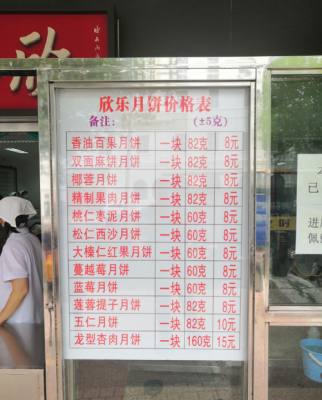 欣
欣乐月饼价格表
备注: (±5克)
香油百果月饼 一块 82克 8元
双面麻饼月饼 一块 82克 8元
椰蓉月饼 一块 82克 8元
精制果肉月饼 一块 82克 8元
桃仁枣泥月饼 一块 60克 8元
松仁西沙月饼 一块 60克 8元
大榛仁红果月饼 一块 60克 8元
蔓越莓月饼 一块 60克 8元
蓝莓月饼 一块 60克 8元
莲蓉提子月饼 一块 82克 8元
五仁月饼 一块 82克 10元
龙型杏肉月饼 一块 160克 15元